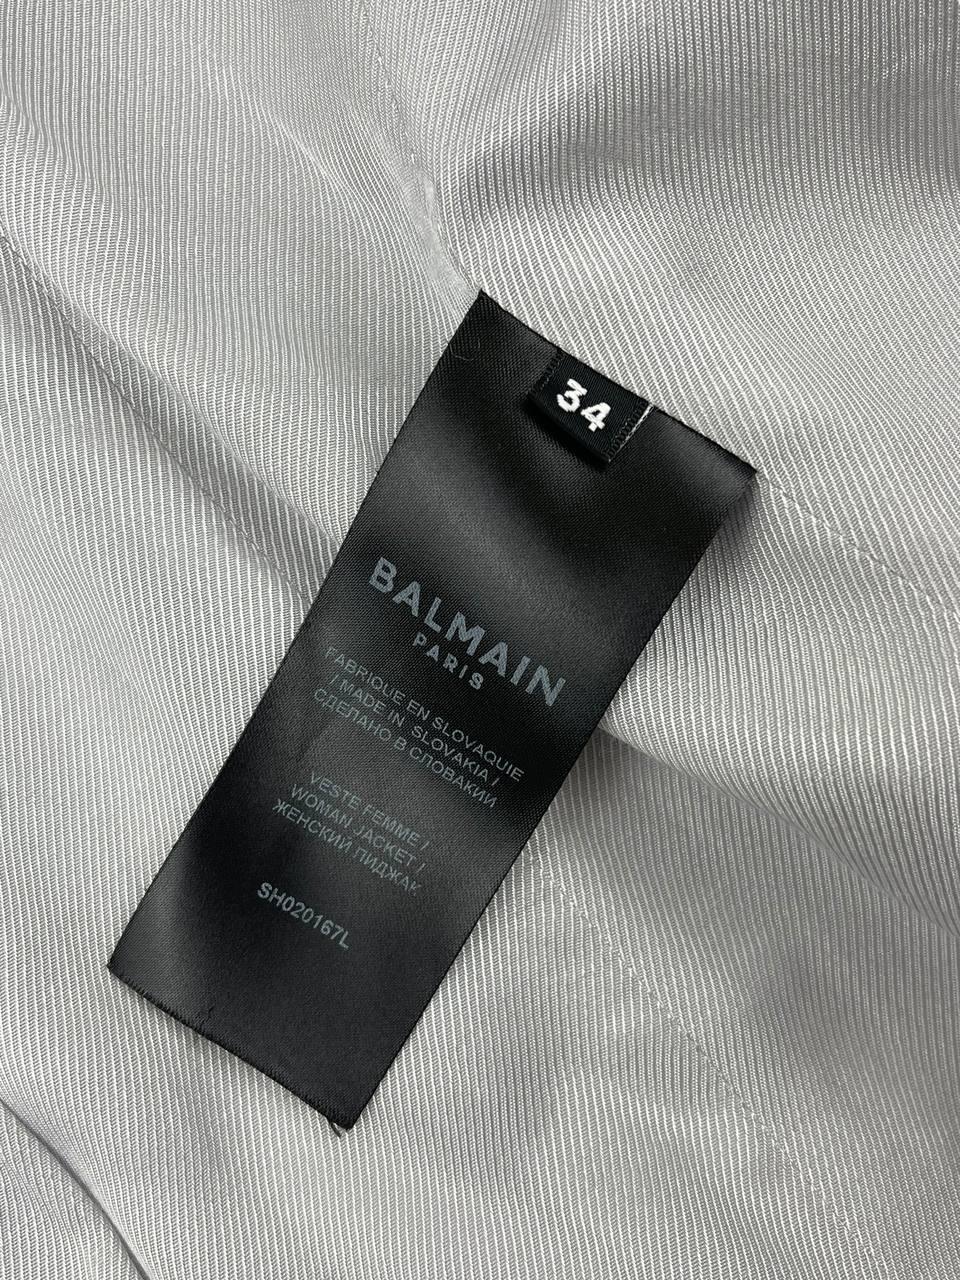 34
BALMAIN
PARIS
FABRIQUE EN SLOVAQUIE
/ MADE IN SLOVAKIA /
СДЕЛАНО В СЛОВАКИИ
VESTE FEMME /
WOMAN JACKET /
ЖЕНСКИЙ ПИДЖАК
SH020167L